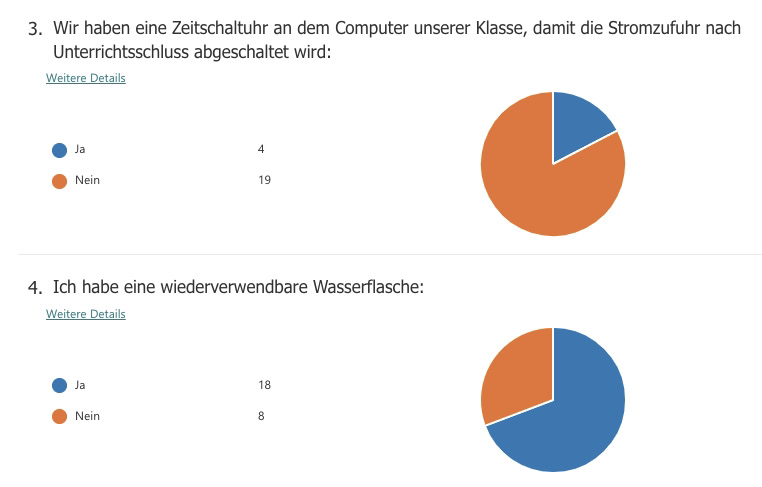 3. Wir haben eine Zeitschaltuhr an dem Computer unserer Klasse, damit die Stromzufuhr nach
Unterrichtsschluss abgeschaltet wird:
Weitere Details
Ja 4
Nein 19
4. Ich habe eine wiederverwendbare Wasserflasche:
Weitere Details
Ja 18
Nein 8